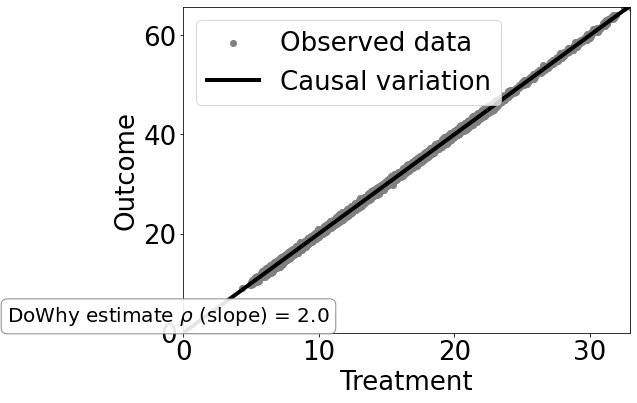 Observed data
Causal variation
60
40
20
0
Outcome
DoWhy estimate ρ (slope) = 2.0
0 10 20 30
Treatment